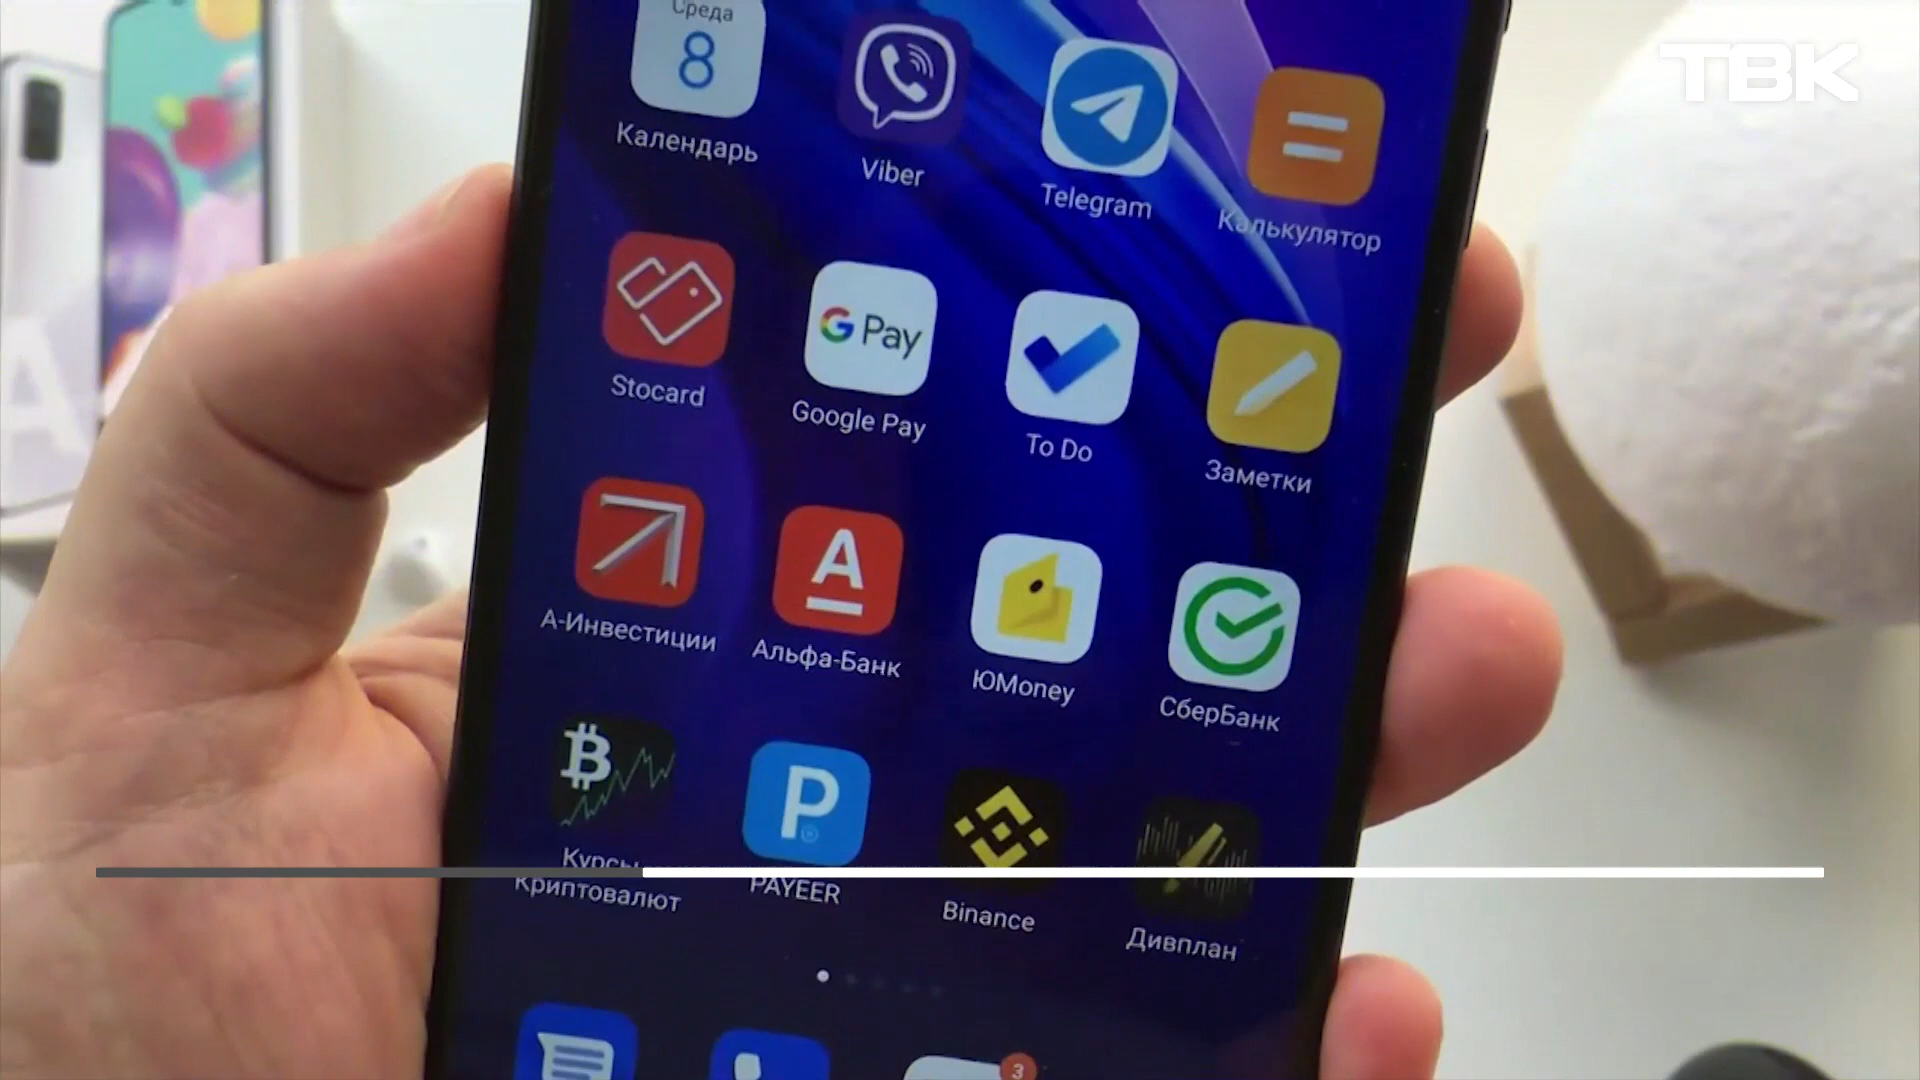 ТВК
Среда
8
Календарь
Viber
Telegram
Калькулятор
Stocard
G Pay
Google Pay
To Do
Заметки
А-Инвестиции
А
Альфа-Банк
ЮMoney
СберБанк
Курсы
Криптовалют
P
PAYEER
Binance
Дивплан
3
A